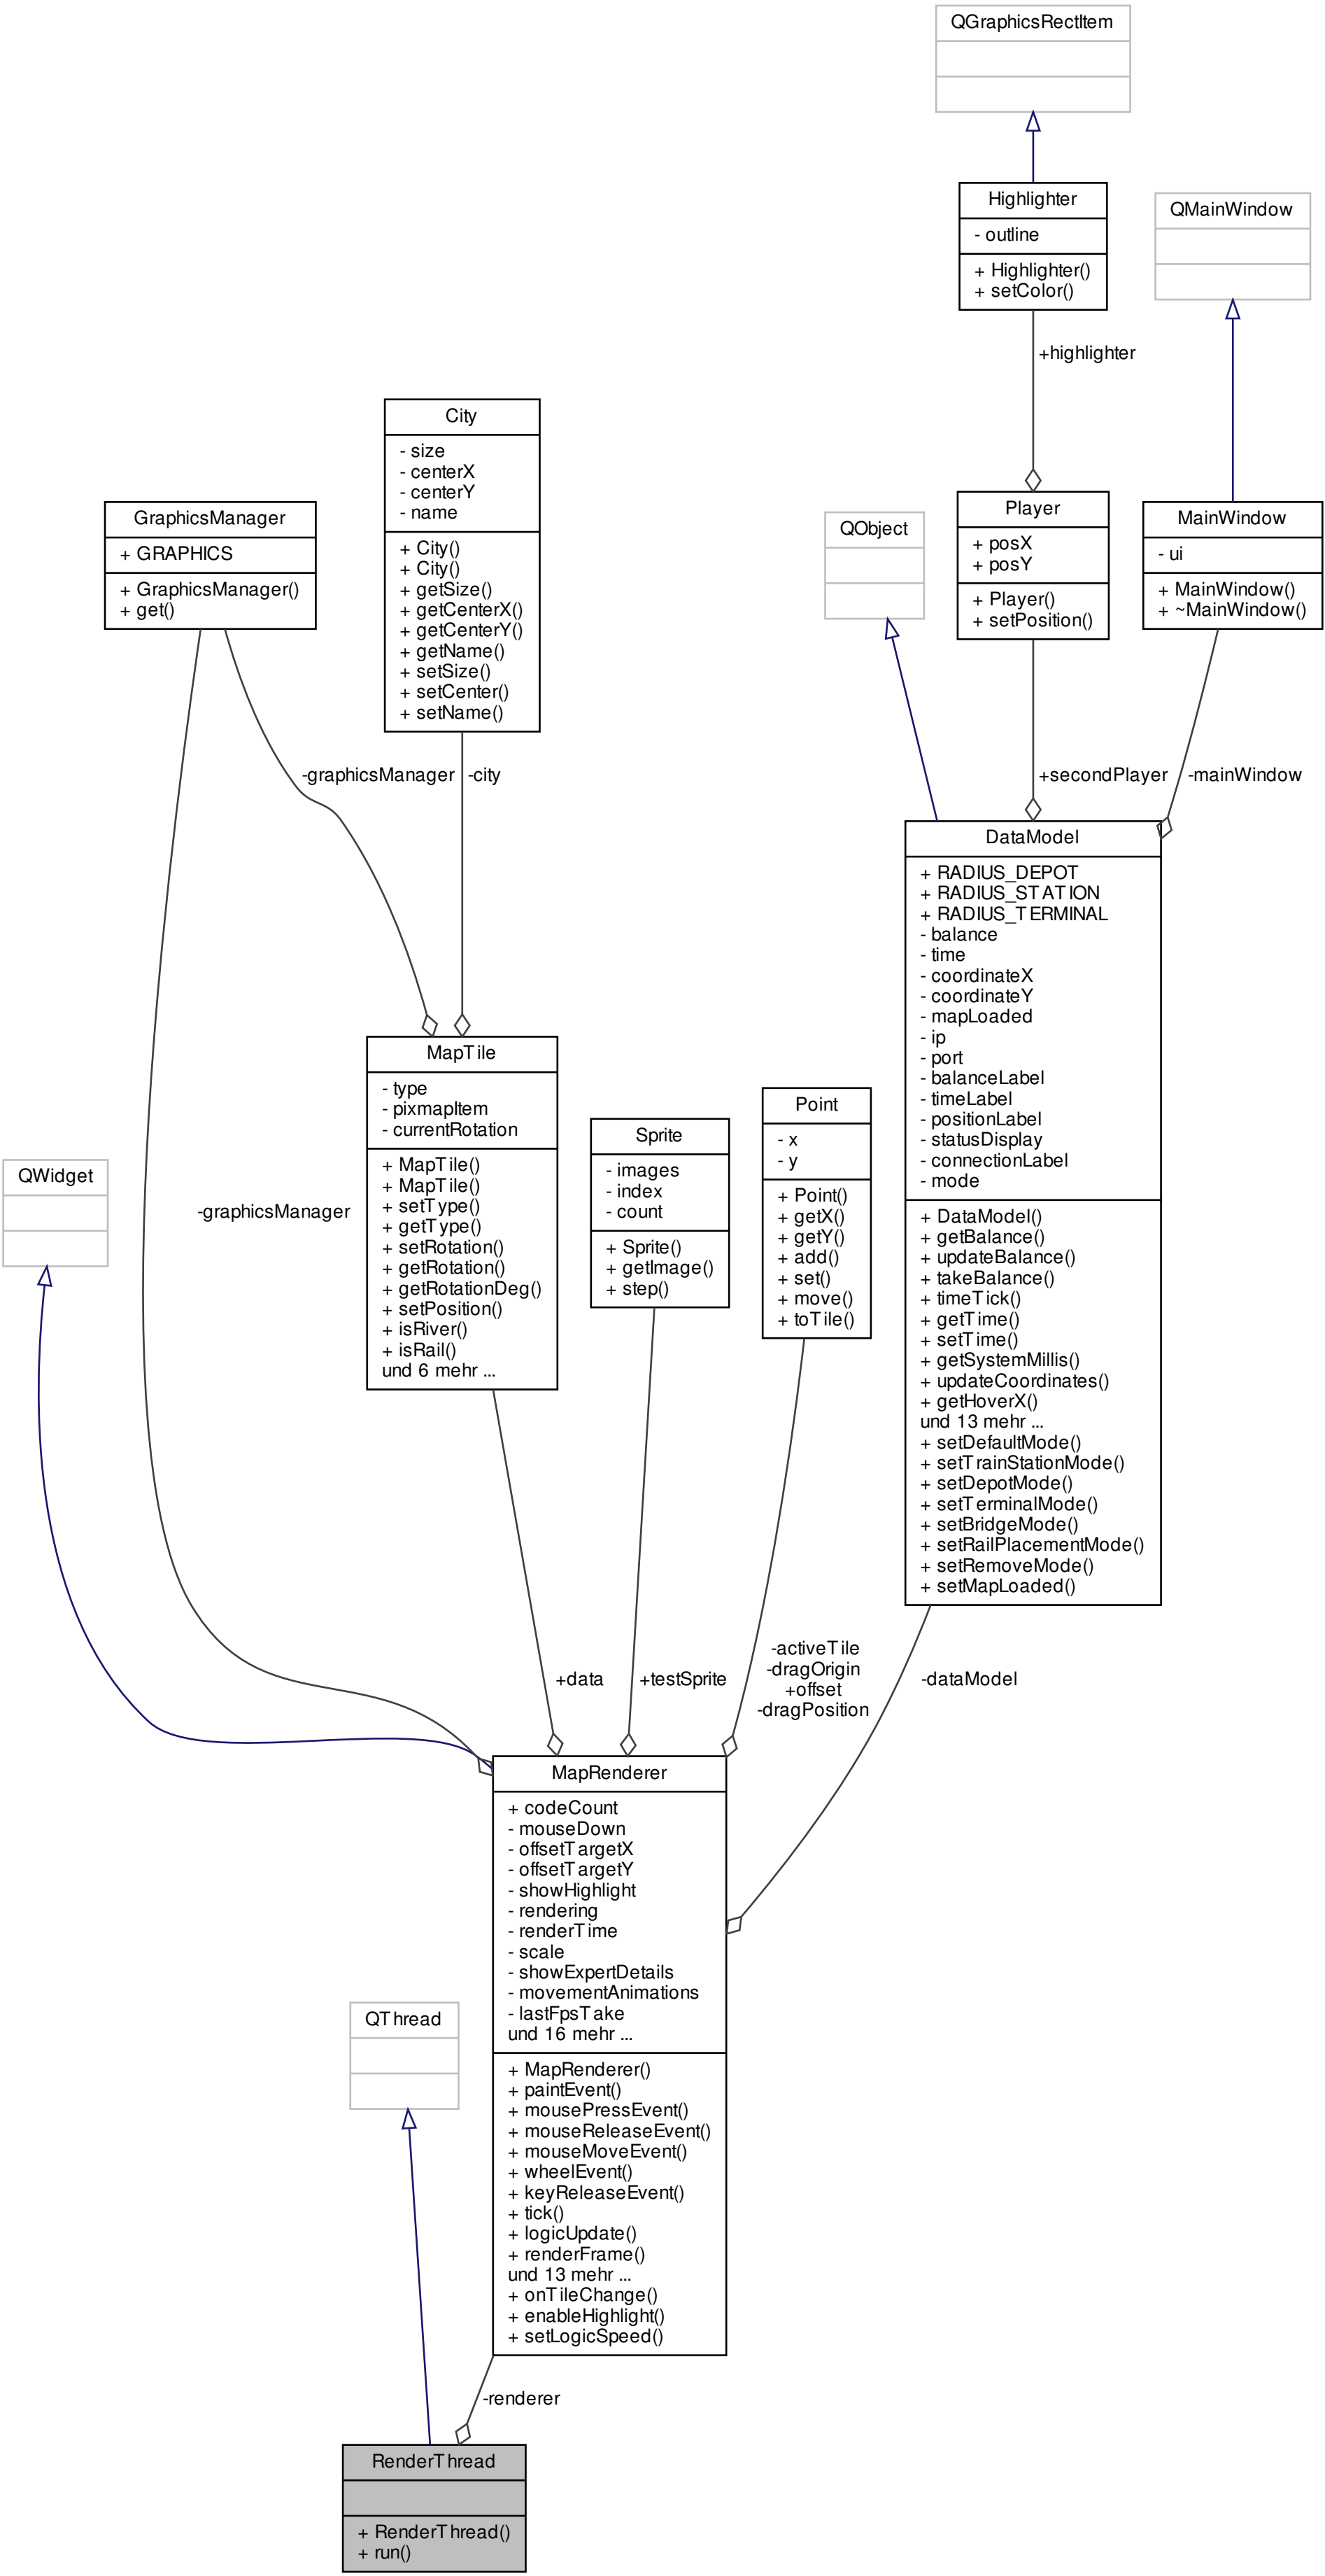 QGraphicsRectItem
Highlighter
- outline
+ Highlighter()
+ setColor()
QMainWindow
+highlighter
City
- size
- centerX
- centerY
- name
+ City()
+ City()
+ getSize()
+ getCenterX()
+ getCenterY()
+ getName()
+ setSize()
+ setCenter()
+ setName()
GraphicsManager
+ GRAPHICS
+ GraphicsManager()
+ get()
QObject
Player
+ posX
+ posY
+ Player()
+ setPosition()
MainWindow
- ui
+ MainWindow()
+ ~MainWindow()
-graphicsManager
-city
+secondPlayer
-mainWindow
DataModel
+ RADIUS_DEPOT
+ RADIUS_STATION
+ RADIUS_TERMINAL
- balance
- time
- coordinateX
- coordinateY
- mapLoaded
- ip
- port
- balanceLabel
- timeLabel
- positionLabel
- statusDisplay
- connectionLabel
- mode
+ DataModel()
+ getBalance()
+ updateBalance()
+ takeBalance()
+ timeTick()
+ getTime()
+ setTime()
+ getSystemMillis()
+ updateCoordinates()
+ getHoverX()
und 13 mehr ...
+ setDefaultMode()
+ setTrainStationMode()
+ setDepotMode()
+ setTerminalMode()
+ setBridgeMode()
+ setRailPlacementMode()
+ setRemoveMode()
+ setMapLoaded()
MapTile
- type
- pixmapItem
- currentRotation
+ MapTile()
+ MapTile()
+ setType()
+ getType()
+ setRotation()
+ getRotation()
+ getRotationDeg()
+ setPosition()
+ isRiver()
+ isRail()
und 6 mehr ...
Sprite
- images
- index
- count
+ Sprite()
+ getImage()
+ step()
Point
- x
- y
+ Point()
+ getX()
+ getY()
+ add()
+ set()
+ move()
+ toTile()
QWidget
-graphicsManager
+data
+testSprite
-activeTile
-dragOrigin
+offset
-dragPosition
-dataModel
MapRenderer
+ codeCount
- mouseDown
- offsetTargetX
- offsetTargetY
- showHighlight
- rendering
- renderTime
- scale
- showExpertDetails
- movementAnimations
- lastFpsTake
und 16 mehr ...
+ MapRenderer()
+ paintEvent()
+ mousePressEvent()
+ mouseReleaseEvent()
+ mouseMoveEvent()
+ wheelEvent()
+ keyReleaseEvent()
+ tick()
+ logicUpdate()
+ renderFrame()
und 13 mehr ...
+ onTileChange()
+ enableHighlight()
+ setLogicSpeed()
QThread
-renderer
RenderThread
+ RenderThread()
+ run()